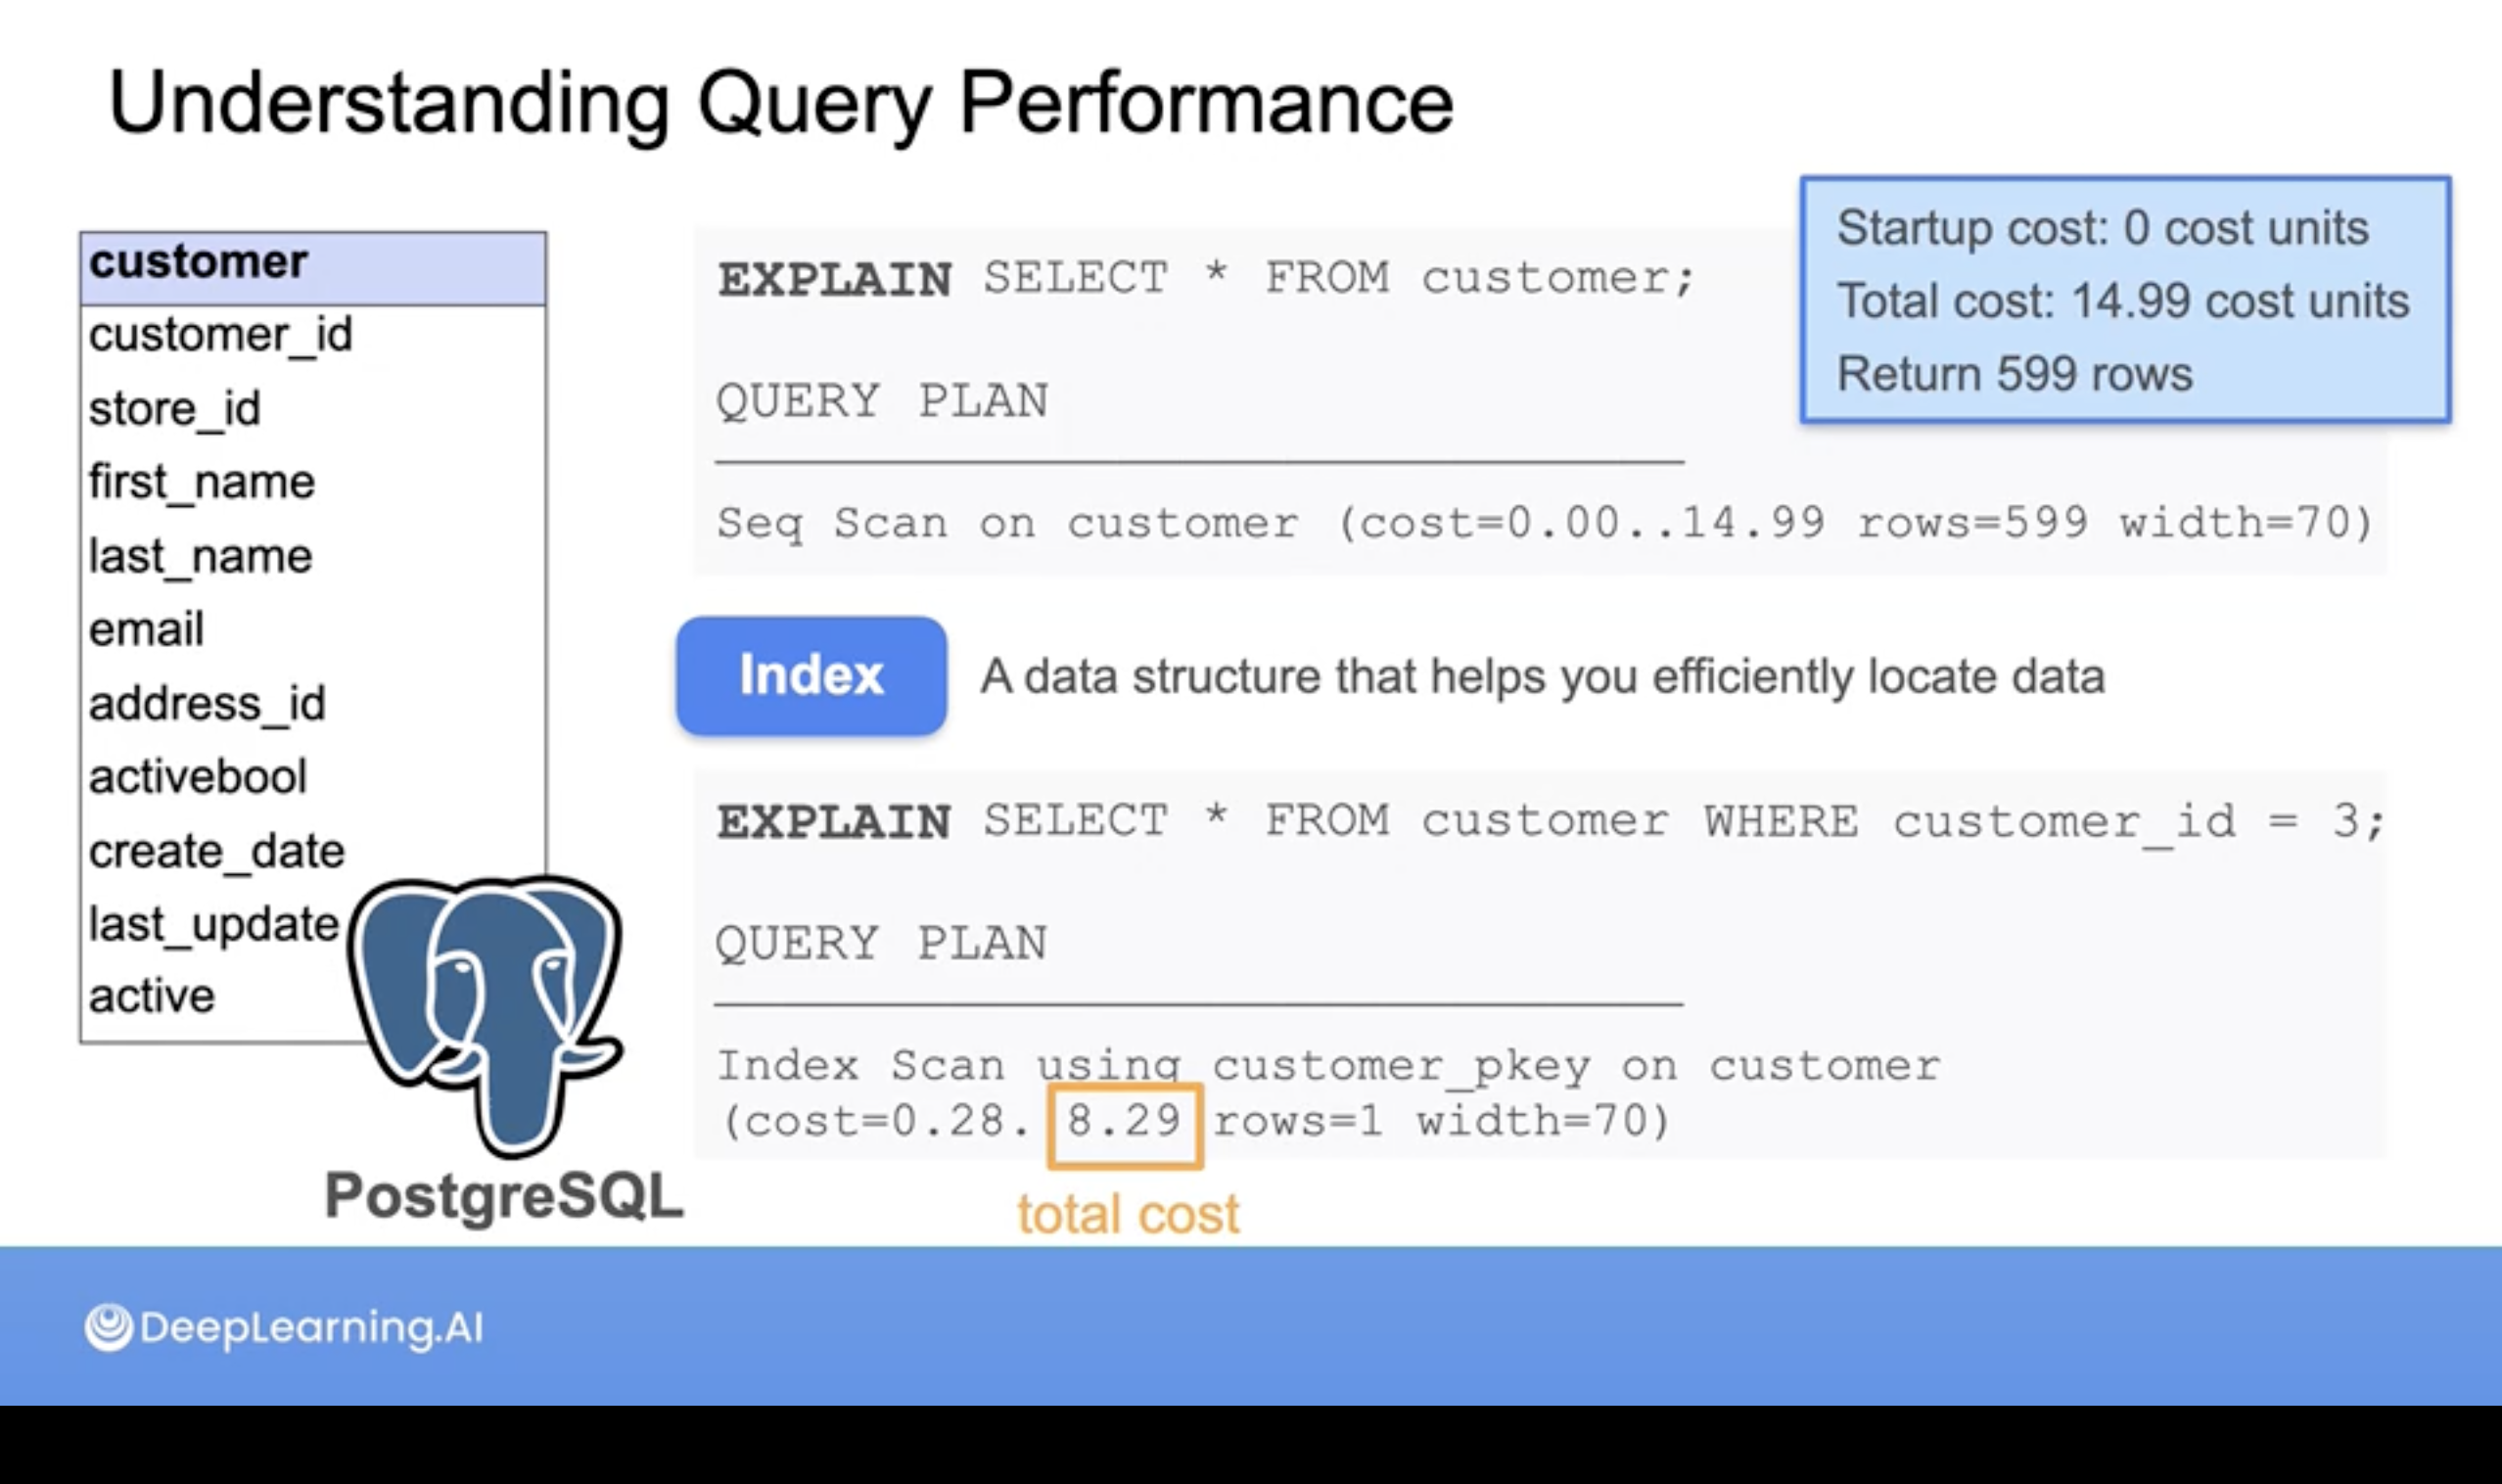 Understanding Query Performance
customer
customer_id
store_id
first_name
last_name
email
address_id
activebool
create_date
last_update
active
PostgreSQL
EXPLAIN SELECT * FROM customer;
QUERY PLAN
Seq Scan on customer (cost=0.00..14.99 rows=599 width=70)
Startup cost: 0 cost units
Total cost: 14.99 cost units
Return 599 rows
Index
A data structure that helps you efficiently locate data
EXPLAIN SELECT * FROM customer WHERE customer_id = 3;
QUERY PLAN
Index Scan using customer_pkey on customer
(cost=0.28. 8.29 rows=1 width=70)
total cost
DeepLearning.AI